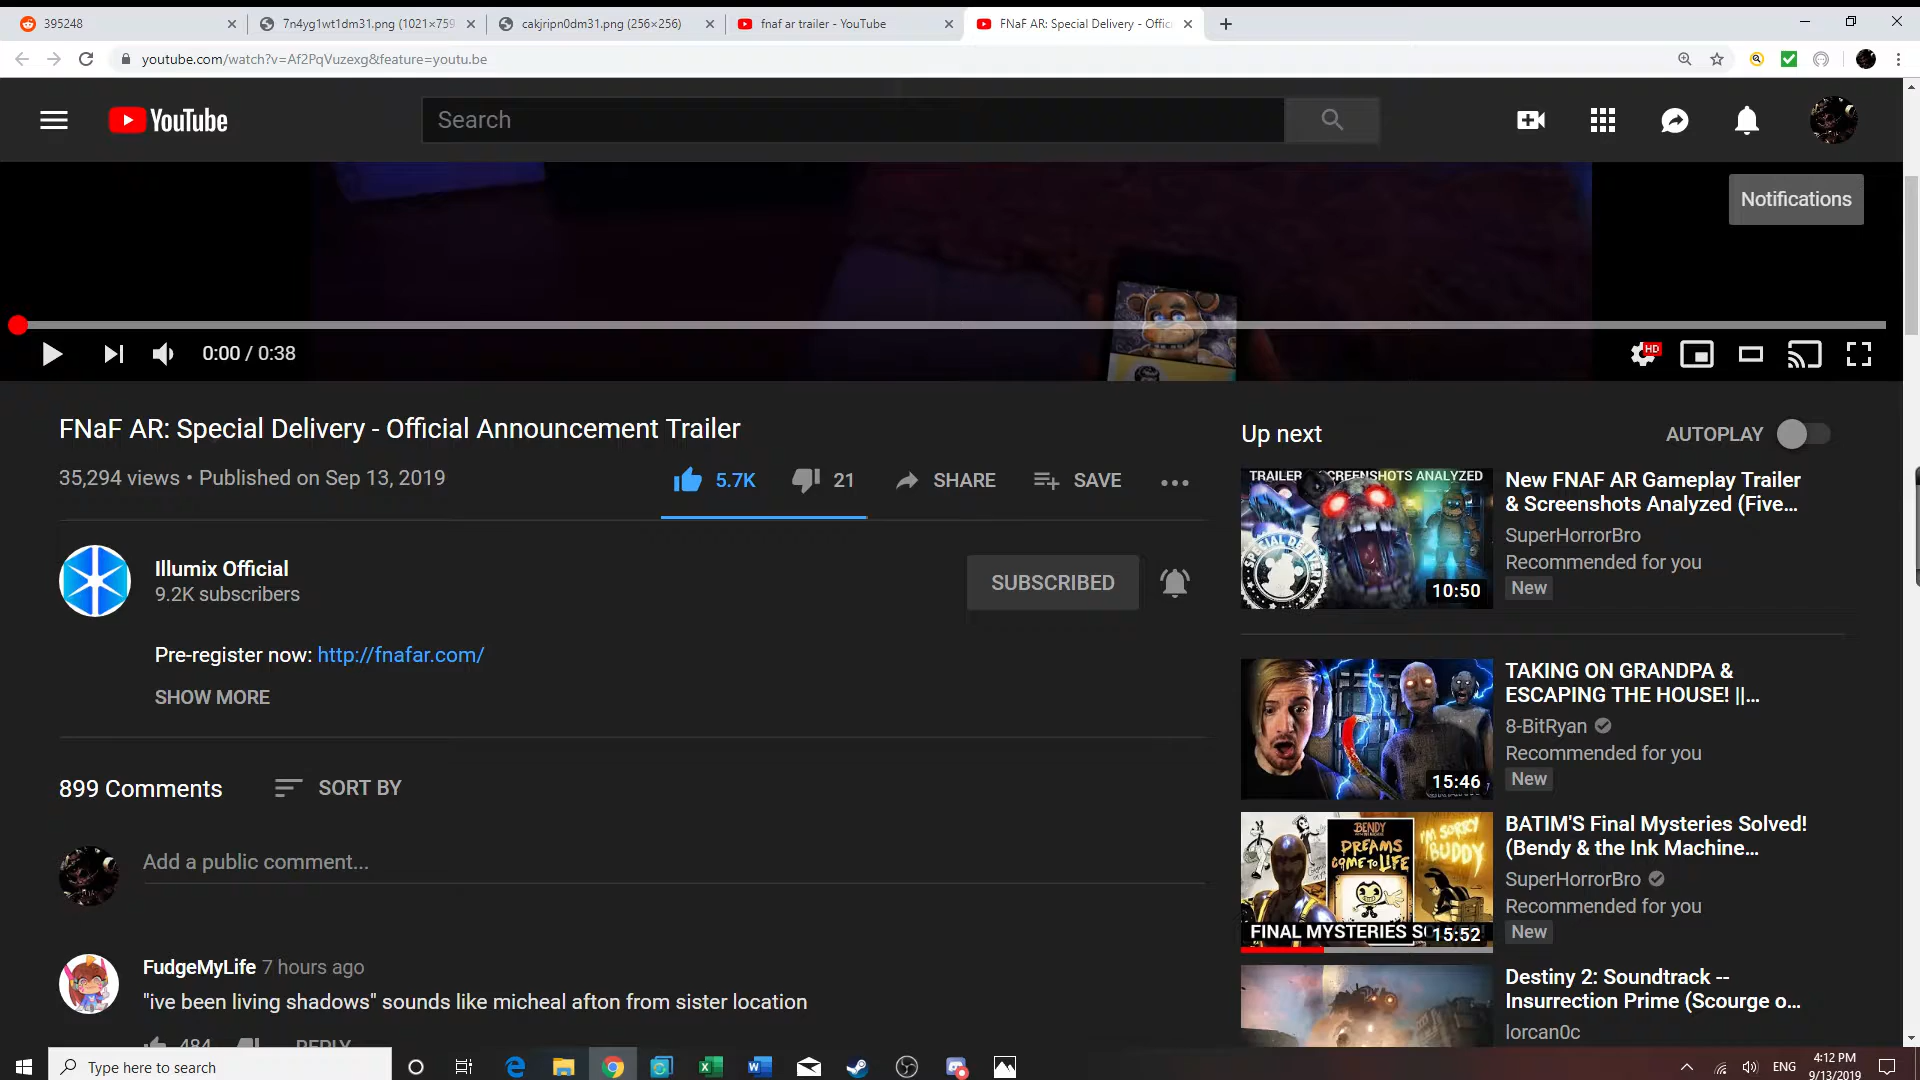 395248
7n4yg1wt1dm31.png (1021×759
cakjripn0dm31.png (256×256)
fnaf ar trailer - YouTube
FNaF AR: Special Delivery - Offic
youtube.com/watch?v=Af2PqVuzexg&feature=youtu.be
YouTube
Search
Notifications
0:00 / 0:38
HD
FNaF AR: Special Delivery - Official Announcement Trailer
35,294 views • Published on Sep 13, 2019
5.7K
21
SHARE
SAVE
Illumix Official
9.2K subscribers
SUBSCRIBED
Pre-register now: http://fnafar.com/
SHOW MORE
899 Comments
SORT BY
Add a public comment...
FudgeMyLife 7 hours ago
"ive been living shadows" sounds like micheal afton from sister location
484
REPLY
Up next
AUTOPLAY
TRAILER SCREENSHOTS ANALYZED
SPECIAL DELIVERY
10:50
New FNAF AR Gameplay Trailer
& Screenshots Analyzed (Five...
SuperHorrorBro
Recommended for you
New
15:46
TAKING ON GRANDPA &
ESCAPING THE HOUSE! ||...
8-BitRyan
Recommended for you
New
BENDY
DREAMS
COME TO LIFE
I'M SORRY
BUDDY
FINAL MYSTERIES S
15:52
BATIM'S Final Mysteries Solved!
(Bendy & the Ink Machine...
SuperHorrorBro
Recommended for you
New
Destiny 2: Soundtrack --
Insurrection Prime (Scourge o...
lorcan0c
Type here to search
ENG
4:12 PM
9/13/2019